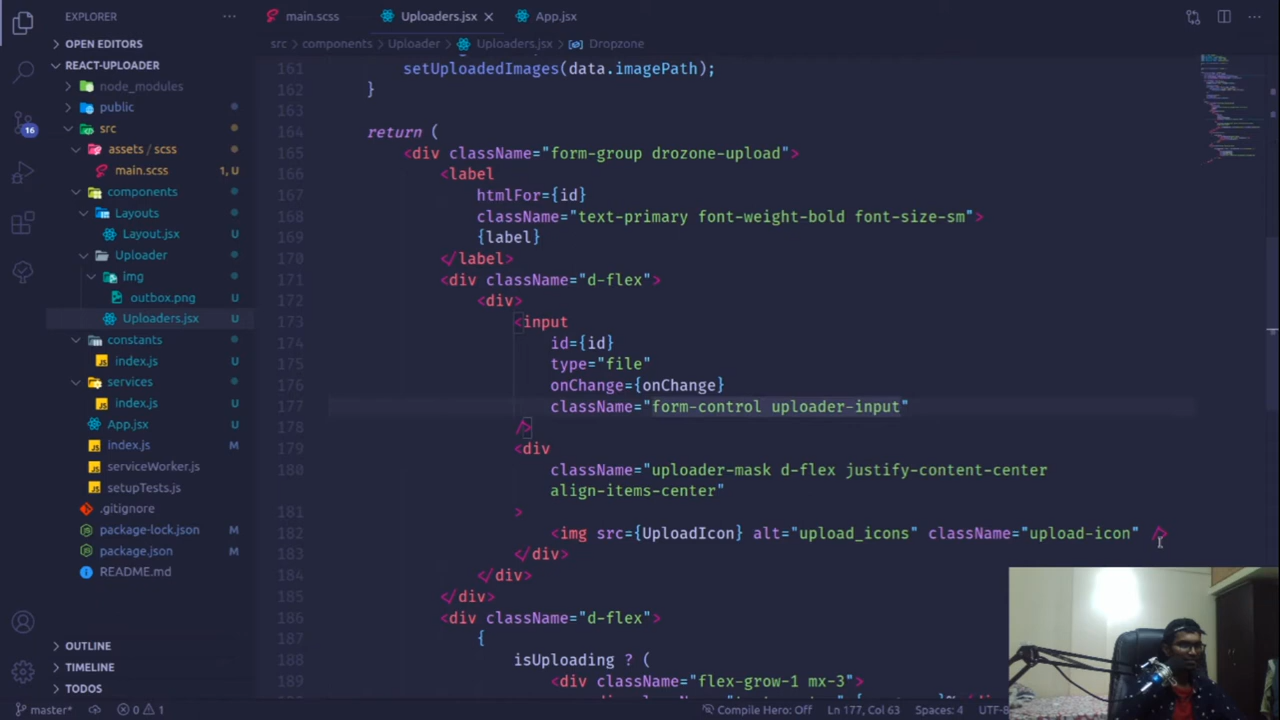 EXPLORER
main.scss
Uploaders.jsx
App.jsx
OPEN EDITORS
src > components > Uploader > Uploaders.jsx > Dropzone
REACT-UPLOADER
161 setUploadedImages(data.imagePath);
node_modules
162 }
public
163
src
164 return (
assets / scss
165 <div className="form-group drozone-upload">
main.scss 1, U
166 <label
components
167 htmlFor={id}
Layouts
168 className="text-primary font-weight-bold font-size-sm">
Layout.jsx U
169 {label}
Uploader
170 </label>
img
171 <div className="d-flex">
outbox.png U
172 <div>
Uploaders.jsx U
173 <input
constants
174 id={id}
index.js U
175 type="file"
services
176 onChange={onChange}
index.js U
177 className="form-control uploader-input"
App.jsx U
178 />
index.js M
179 <div
serviceWorker.js
180 className="uploader-mask d-flex justify-content-center
setupTests.js
align-items-center"
.gitignore
181 >
package-lock.json M
182 <img src={UploadIcon} alt="upload_icons" className="upload-icon" />
package.json M
183 </div>
README.md
184 </div>
185 </div>
186 <div className="d-flex">
187 {
OUTLINE
188 isUploading ? (
TIMELINE
189 <div className="flex-grow-1 mx-3">
TODOS
16
master*
0
1
Compile Hero: Off
Ln 177, Col 63
Spaces: 4